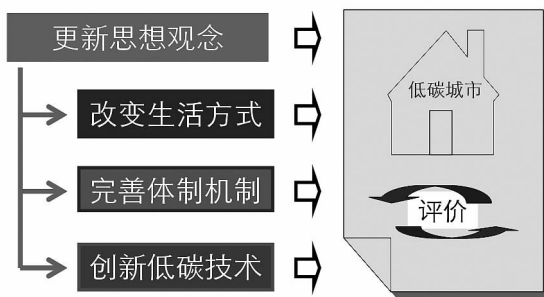 更新思想观念
改变生活方式
完善体制机制
创新低碳技术
低碳城市
评价